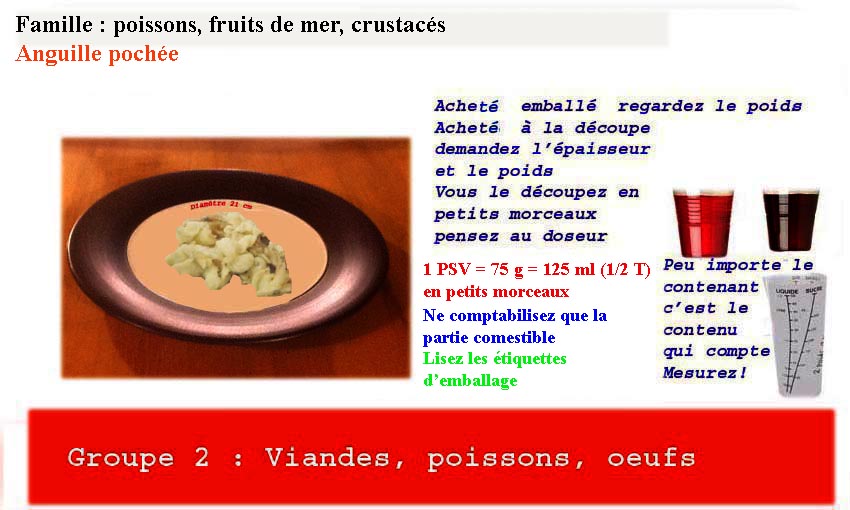 Famille : poissons, fruits de mer, crustacés
Anguille pochée
Diamètre 21 cm
Acheté emballé regardez le poids
Acheté à la découpe
demandez l'épaisseur
et le poids
Vous le découpez en
petits morceaux
pensez au doseur
1 PSV = 75 g = 125 ml (1/2 T)
en petits morceaux
Ne comptabilisez que la
partie comestible
Lisez les étiquettes
d'emballage
Peu importe le
contenant
c'est le
contenu
qui compte
Mesurez!
LIQUIDE SUCRE
Groupe 2 : Viandes, poissons, oeufs